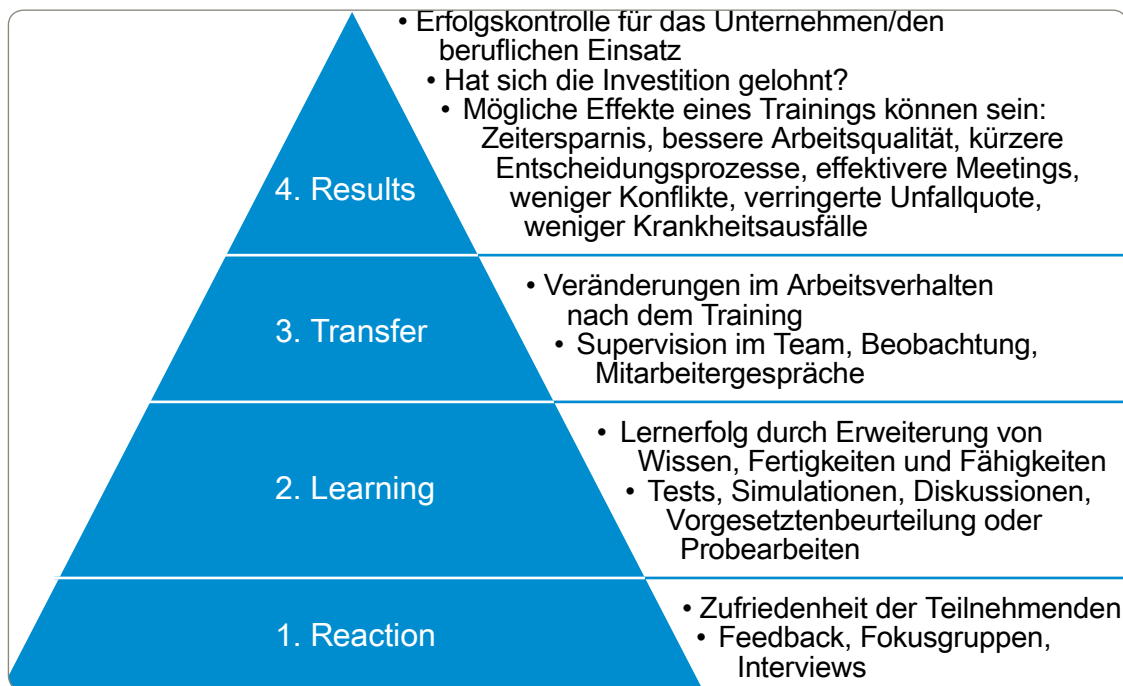 • Erfolgskontrolle für das Unternehmen/den
beruflichen Einsatz
• Hat sich die Investition gelohnt?
• Mögliche Effekte eines Trainings können sein:
Zeitersparnis, bessere Arbeitsqualität, kürzere
Entscheidungsprozesse, effektivere Meetings,
weniger Konflikte, verringerte Unfallquote,
weniger Krankheitsausfälle
4. Results
• Veränderungen im Arbeitsverhalten
nach dem Training
• Supervision im Team, Beobachtung,
Mitarbeitergespräche
3. Transfer
• Lernerfolg durch Erweiterung von
Wissen, Fertigkeiten und Fähigkeiten
• Tests, Simulationen, Diskussionen,
Vorgesetztenbeurteilung oder
Probearbeiten
2. Learning
• Zufriedenheit der Teilnehmenden
• Feedback, Fokusgruppen,
Interviews
1. Reaction